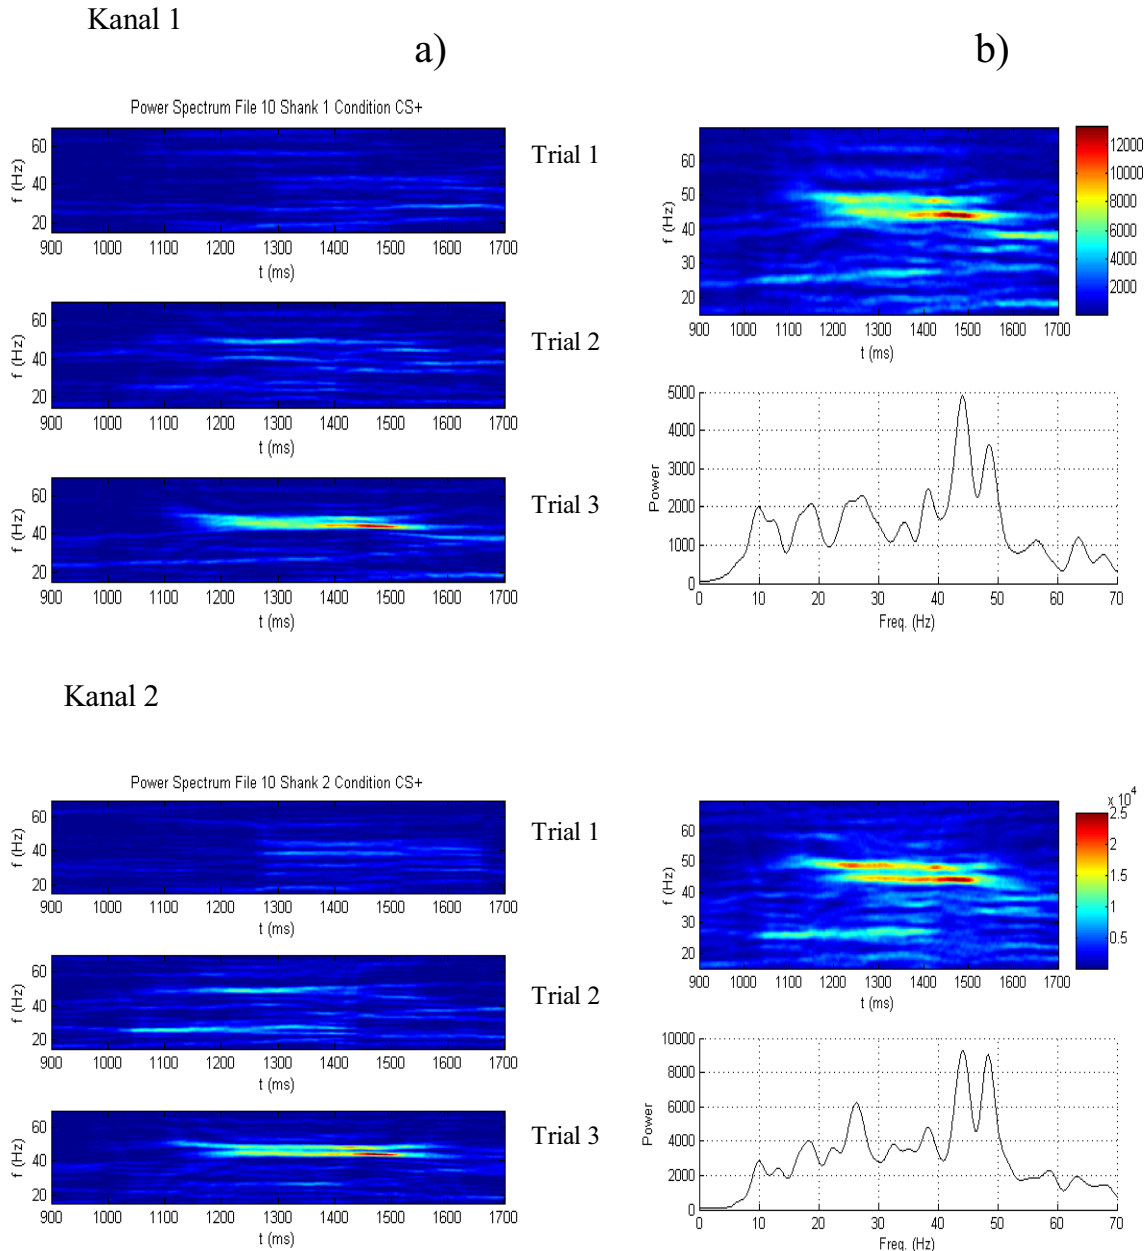 Kanal 1
a)
b)
Power Spectrum File 10 Shank 1 Condition CS+
f (Hz)
60
40
20
900 1000 1100 1200 1300 1400 1500 1600 1700
t (ms)
Trial 1
f (Hz)
60
40
20
900 1000 1100 1200 1300 1400 1500 1600 1700
t (ms)
Trial 2
f (Hz)
60
40
20
900 1000 1100 1200 1300 1400 1500 1600 1700
t (ms)
Trial 3
f (Hz)
60
50
40
30
20
900 1000 1100 1200 1300 1400 1500 1600 1700
t (ms)
12000
10000
8000
6000
4000
2000
Power
5000
4000
3000
2000
1000
0
0 10 20 30 40 50 60 70
Freq. (Hz)
Kanal 2
Power Spectrum File 10 Shank 2 Condition CS+
f (Hz)
60
40
20
900 1000 1100 1200 1300 1400 1500 1600 1700
t (ms)
Trial 1
f (Hz)
60
40
20
900 1000 1100 1200 1300 1400 1500 1600 1700
t (ms)
Trial 2
f (Hz)
60
40
20
900 1000 1100 1200 1300 1400 1500 1600 1700
t (ms)
Trial 3
f (Hz)
60
50
40
30
20
900 1000 1100 1200 1300 1400 1500 1600 1700
t (ms)
x 10^4
2.5
2
1.5
1
0.5
Power
10000
8000
6000
4000
2000
0
0 10 20 30 40 50 60 70
Freq. (Hz)